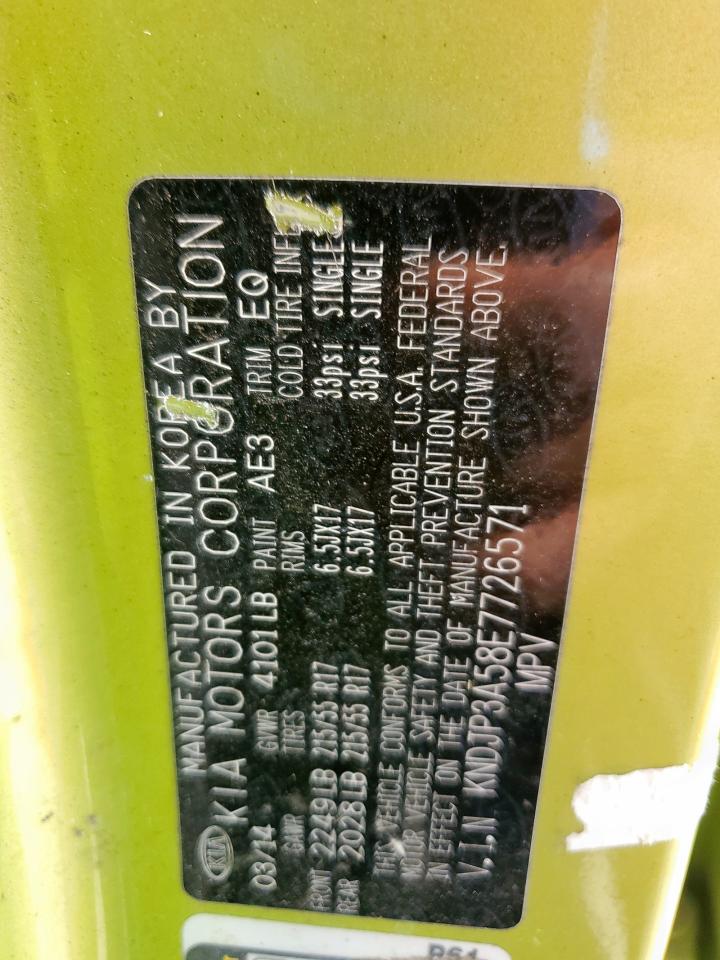 MANUFACTURED IN KOREA BY
KIA KIA MOTORS CORPORATION
03/14 GVWR 4101LB PAINT AE3 TRIM EQ
GAWR TIRES RIMS COLD TIRE INF
FRONT 2249LB 215/55 R17 6.5JX17 33psi SINGLE
REAR 2028LB 215/55 R17 6.5JX17 33psi SINGLE
THIS VEHICLE CONFORMS TO ALL APPLICABLE U.S.A. FEDERAL
MOTOR VEHICLE SAFETY AND THEFT PREVENTION STANDARDS
IN EFFECT ON THE DATE OF MANUFACTURE SHOWN ABOVE.
V.I.N KNDJP3A58E7726571
MPV